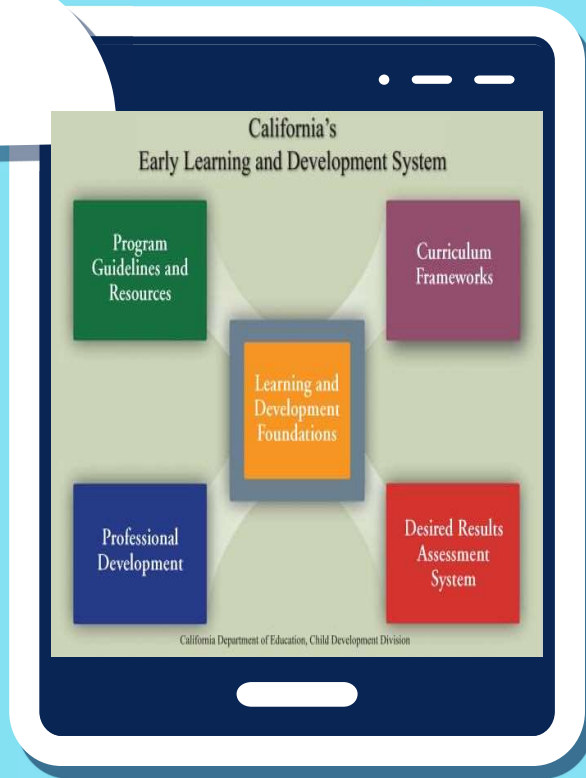 California's
Early Learning and Development System
Program
Guidelines and
Resources
Curriculum
Frameworks
Learning and
Development
Foundations
Professional
Development
Desired Results
Assessment
System
California Department of Education, Child Development Division